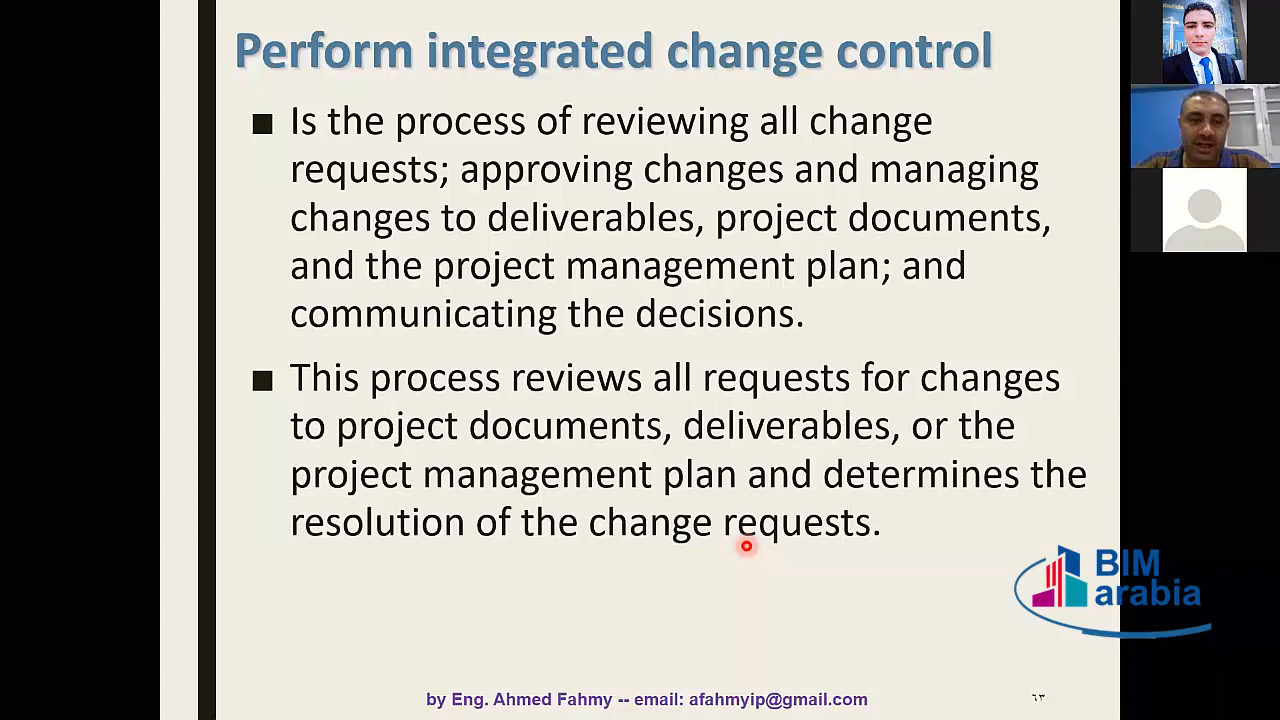 Perform integrated change control
■ Is the process of reviewing all change
requests; approving changes and managing
changes to deliverables, project documents,
and the project management plan; and
communicating the decisions.
■ This process reviews all requests for changes
to project documents, deliverables, or the
project management plan and determines the
resolution of the change requests.
BIM
arabia
by Eng. Ahmed Fahmy -- email: afahmyip@gmail.com
٦٣